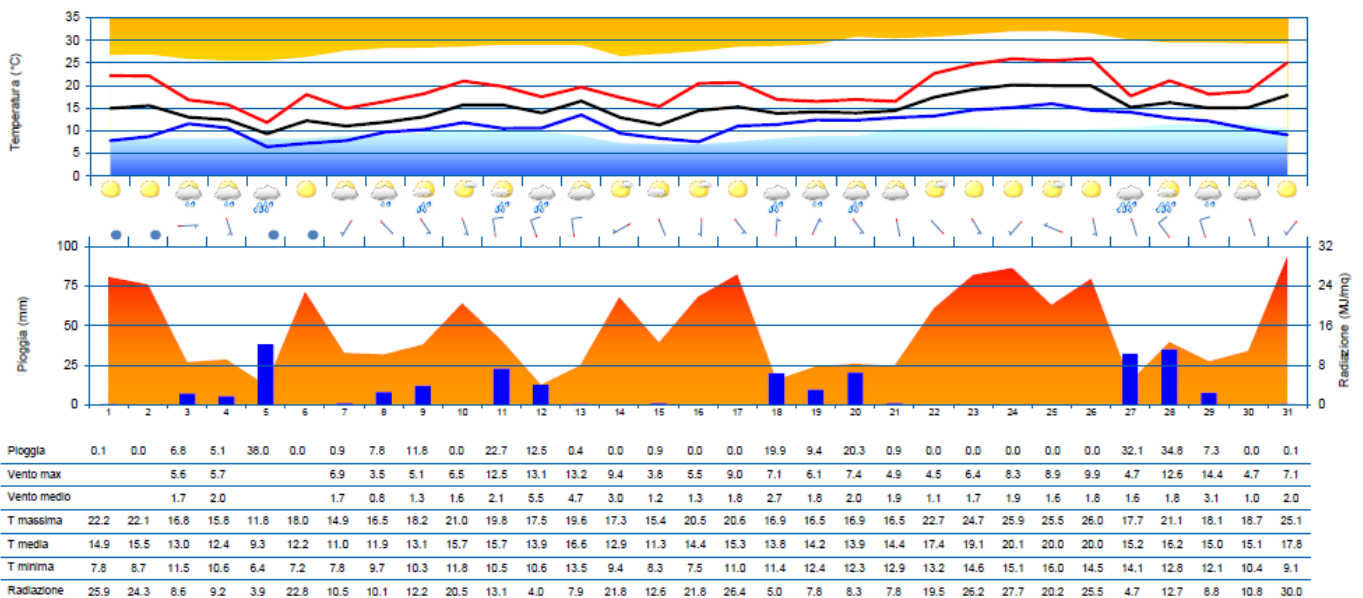 35
30
25
20
15
10
5
0
Temperatura (°C)
100
75
50
25
0
Pioggia (mm)
32
24
16
8
0
Radiazione (MJ/mq)
1 2 3 4 5 6 7 8 9 10 11 12 13 14 15 16 17 18 19 20 21 22 23 24 25 26 27 28 29 30 31
Pioggia 0.1 0.0 6.8 5.1 38.0 0.0 0.9 7.8 11.8 0.0 22.7 12.5 0.4 0.0 0.9 0.0 0.0 19.9 9.4 20.3 0.9 0.0 0.0 0.0 0.0 0.0 32.1 34.8 7.3 0.0 0.1
Vento max 5.6 5.7 6.9 3.5 5.1 6.5 12.5 13.1 13.2 9.4 3.8 5.5 9.0 7.1 6.1 7.4 4.9 4.5 6.4 8.3 8.9 9.9 4.7 12.6 14.4 4.7 7.1
Vento medio 1.7 2.0 1.7 0.8 1.3 1.6 2.1 5.5 4.7 3.0 1.2 1.3 1.8 2.7 1.8 2.0 1.9 1.1 1.7 1.9 1.6 1.8 1.6 1.8 3.1 1.0 2.0
T massima 22.2 22.1 16.8 15.8 11.8 18.0 14.9 16.5 18.2 21.0 19.8 17.5 19.6 17.3 15.4 20.5 20.6 16.9 16.5 16.9 16.5 22.7 24.7 25.9 25.5 26.0 17.7 21.1 18.1 18.7 25.1
T media 14.9 15.5 13.0 12.4 9.3 12.2 11.0 11.9 13.1 15.7 15.7 13.9 16.6 12.9 11.3 14.4 15.3 13.8 14.2 13.9 14.4 17.4 19.1 20.1 20.0 20.0 15.2 16.2 15.0 15.1 17.8
T minima 7.8 8.7 11.5 10.6 6.4 7.2 7.8 9.7 10.3 11.8 10.5 10.6 13.5 9.4 8.3 7.5 11.0 11.4 12.4 12.3 12.9 13.2 14.6 15.1 16.0 14.5 14.1 12.8 12.1 10.4 9.1
Radiazione 25.9 24.3 8.6 9.2 3.9 22.8 10.5 10.1 12.2 20.5 13.1 4.0 7.9 21.8 12.6 21.8 26.4 5.0 7.8 8.3 7.8 19.5 26.2 27.7 20.2 25.5 4.7 12.6 8.8 10.8 30.0